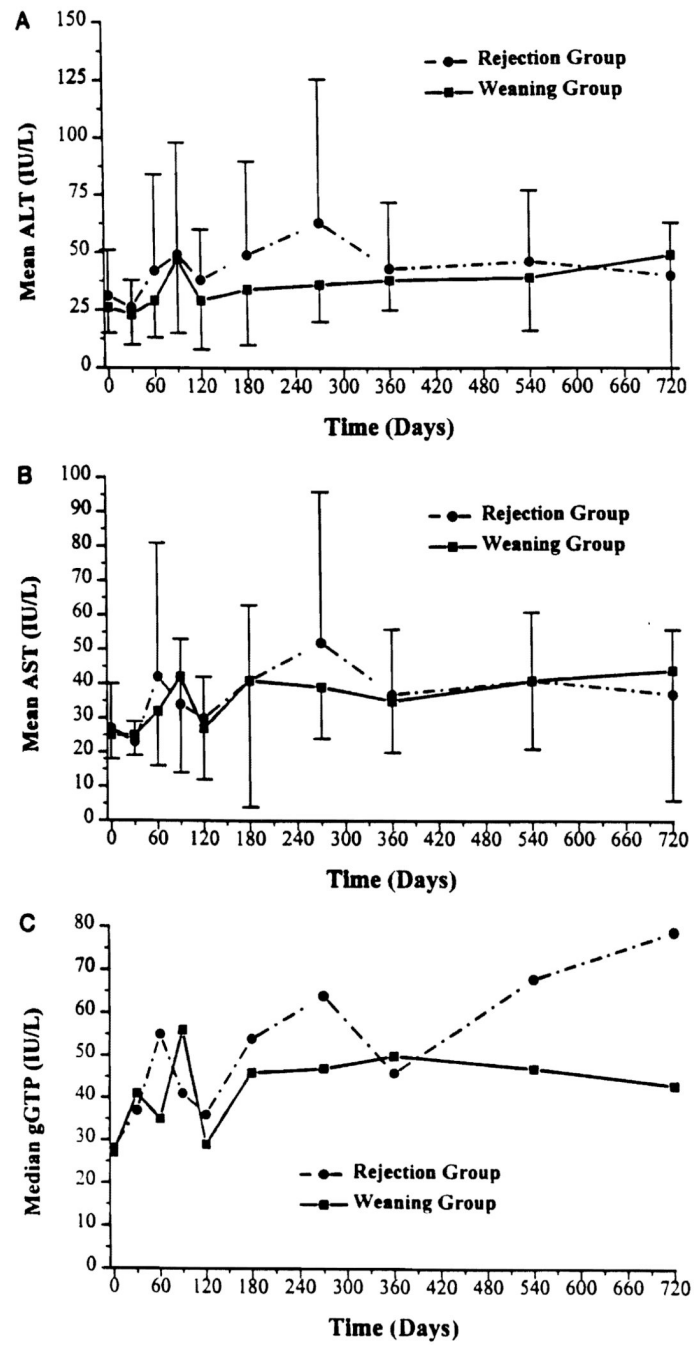 A
150
125
100
75
50
25
0
Mean ALT (IU/L)
Rejection Group
Weaning Group
0 60 120 180 240 300 360 420 480 540 600 660 720
Time (Days)
B
100
90
80
70
60
50
40
30
20
10
0
Mean AST (IU/L)
Rejection Group
Weaning Group
0 60 120 180 240 300 360 420 480 540 600 660 720
Time (Days)
C
80
70
60
50
40
30
20
10
0
Median gGTP (IU/L)
Rejection Group
Weaning Group
0 60 120 180 240 300 360 420 480 540 600 660 720
Time (Days)